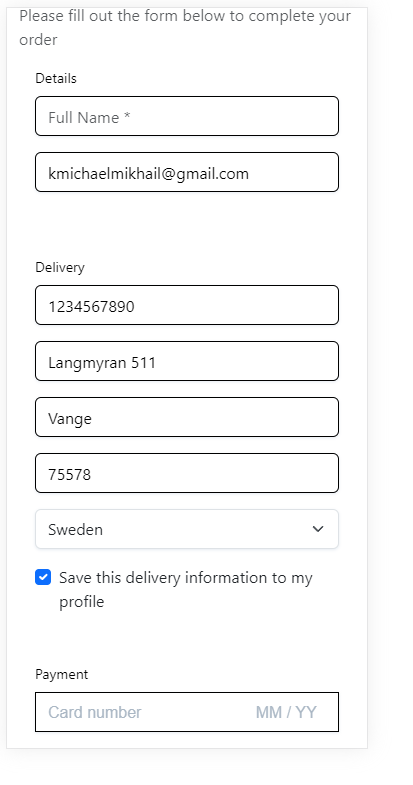 Please fill out the form below to complete your
order
Details
Full Name *
kmichaelmikhail@gmail.com
Delivery
1234567890
Langmyran 511
Vange
75578
Sweden
Save this delivery information to my
profile
Payment
Card number MM / YY